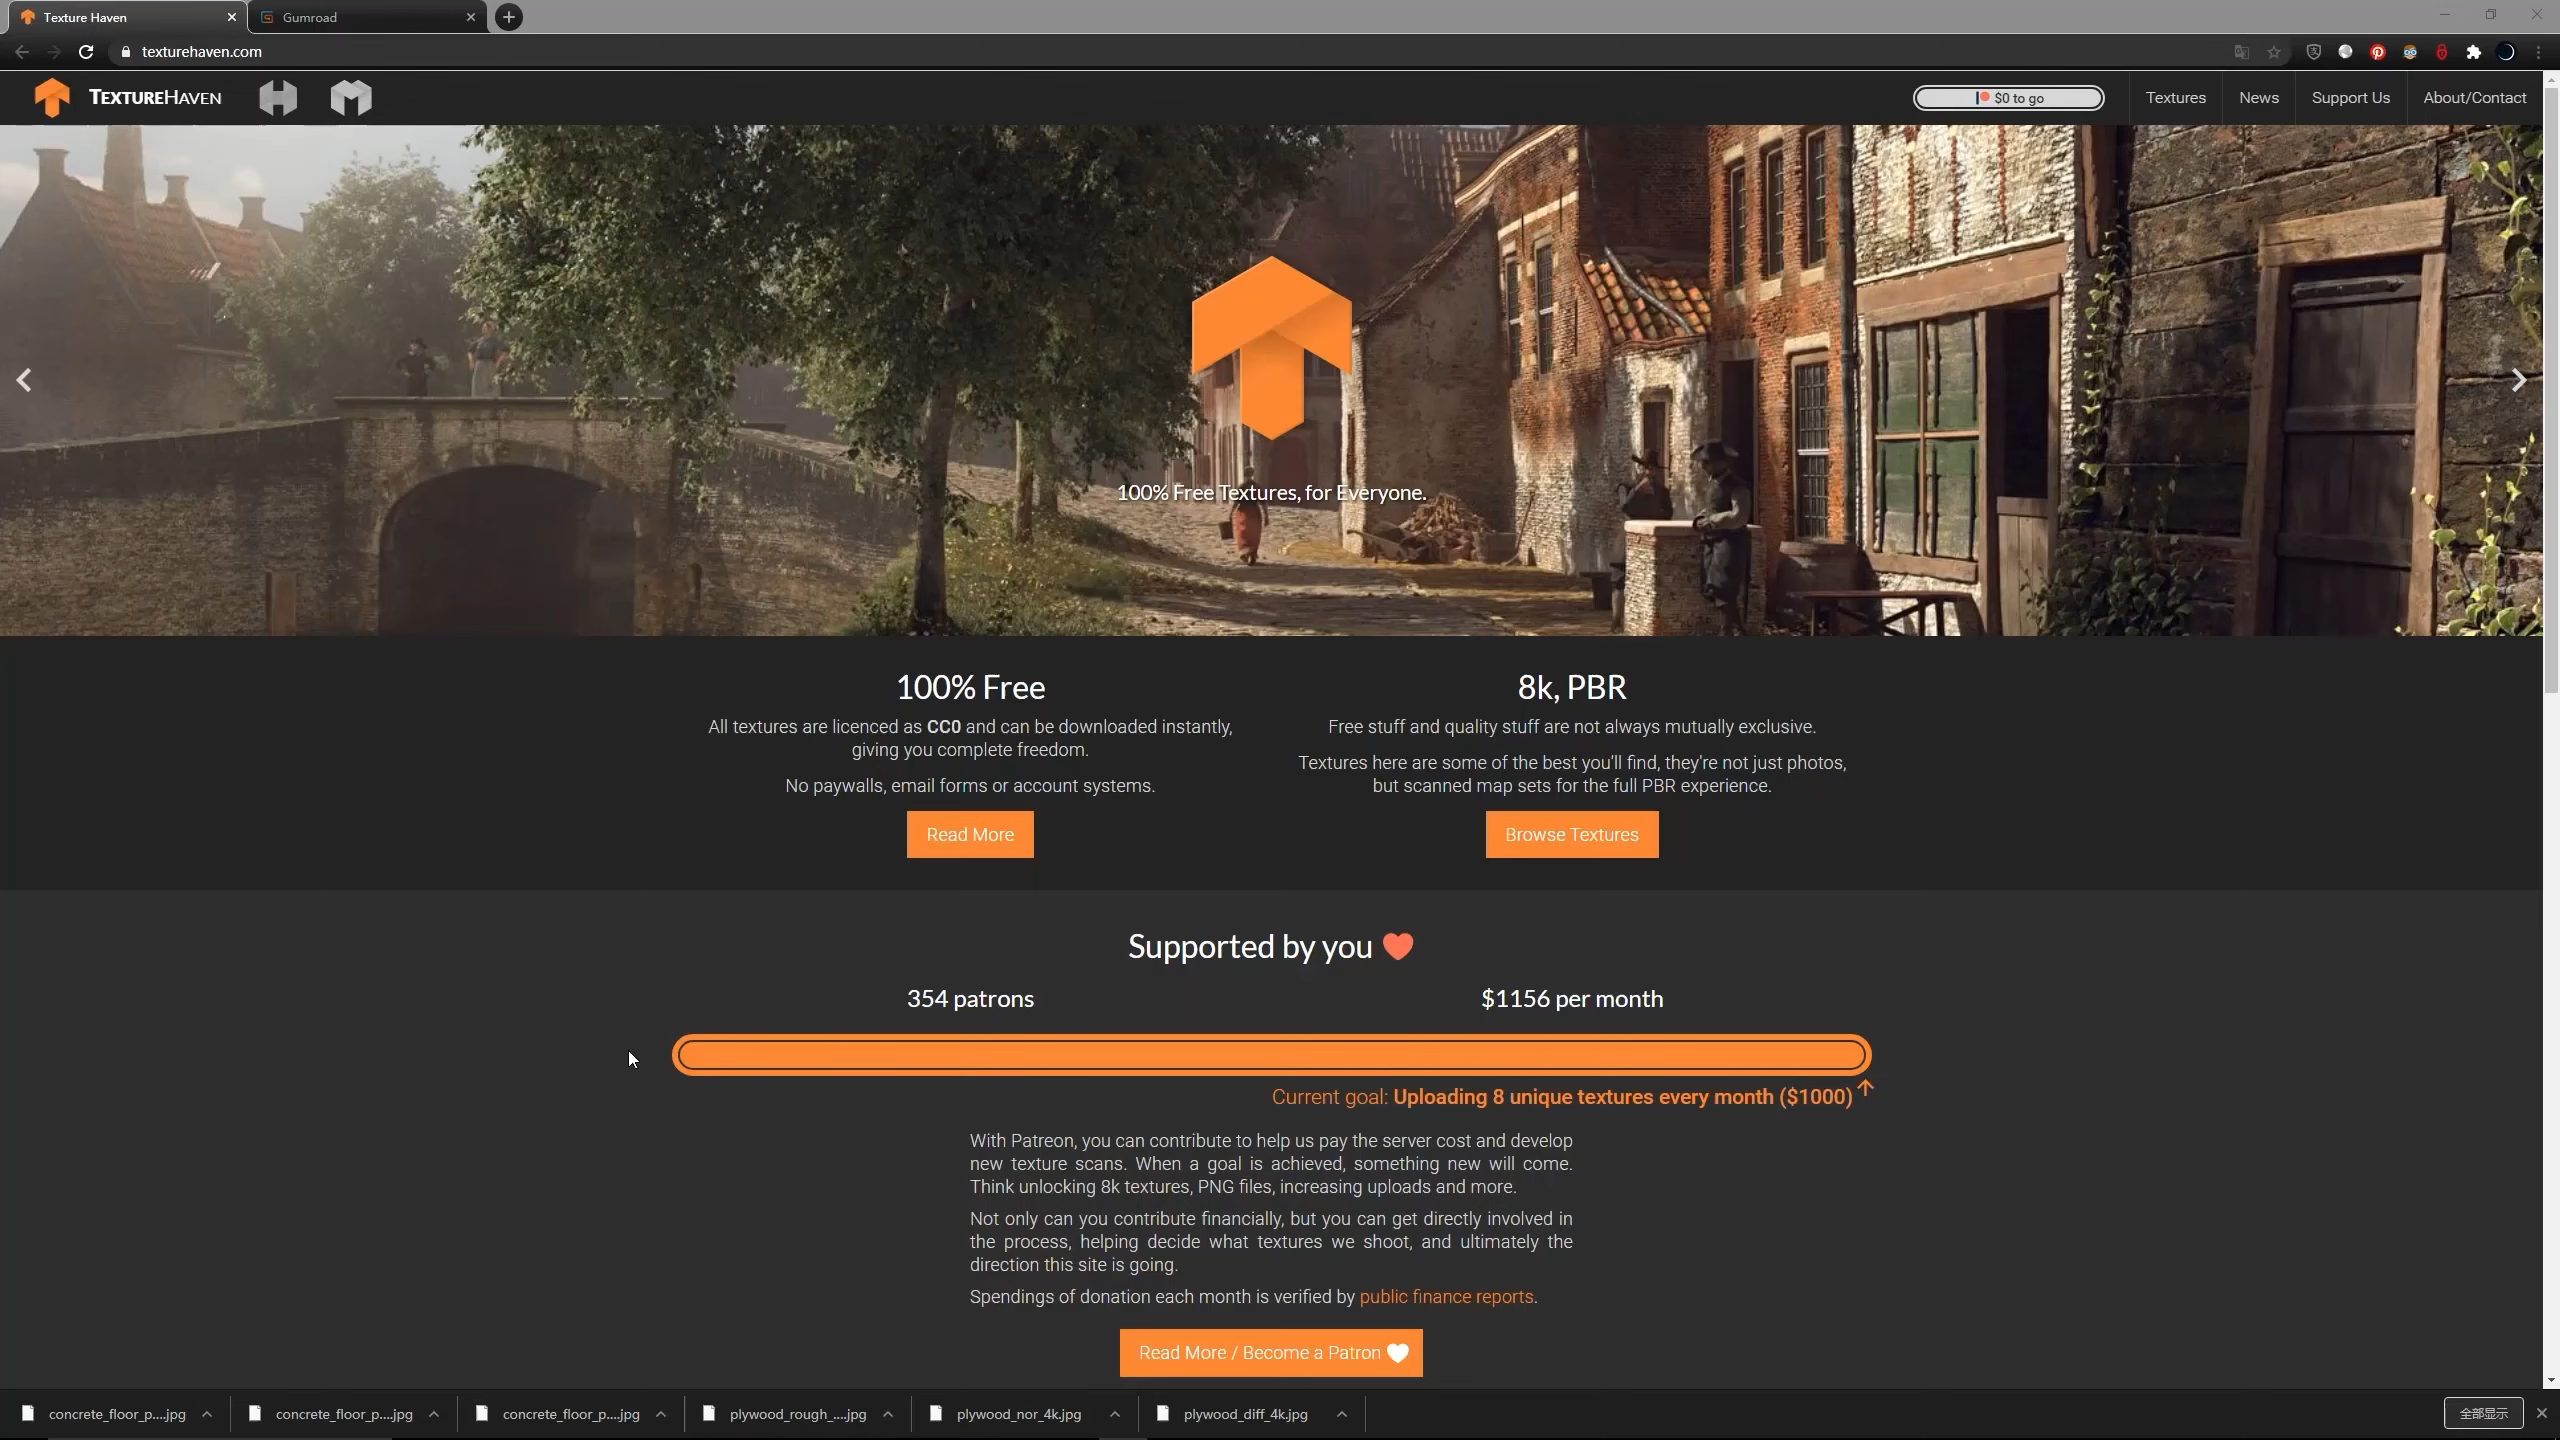 Texture Haven
Gumroad
texturehaven.com
TEXTUREHAVEN
$0 to go
Textures
News
Support Us
About/Contact
100% Free Textures, for Everyone.
100% Free
All textures are licenced as CC0 and can be downloaded instantly,
giving you complete freedom.
No paywalls, email forms or account systems.
Read More
8k, PBR
Free stuff and quality stuff are not always mutually exclusive.
Textures here are some of the best you'll find, they're not just photos,
but scanned map sets for the full PBR experience.
Browse Textures
Supported by you
354 patrons
$1156 per month
Current goal: Uploading 8 unique textures every month ($1000)
With Patreon, you can contribute to help us pay the server cost and develop
new texture scans. When a goal is achieved, something new will come.
Think unlocking 8k textures, PNG files, increasing uploads and more.
Not only can you contribute financially, but you can get directly involved in
the process, helping decide what textures we shoot, and ultimately the
direction this site is going.
Spendings of donation each month is verified by public finance reports.
Read More / Become a Patron
concrete_floor_p....jpg
concrete_floor_p....jpg
concrete_floor_p....jpg
plywood_rough_....jpg
plywood_nor_4k.jpg
plywood_diff_4k.jpg
全部显示